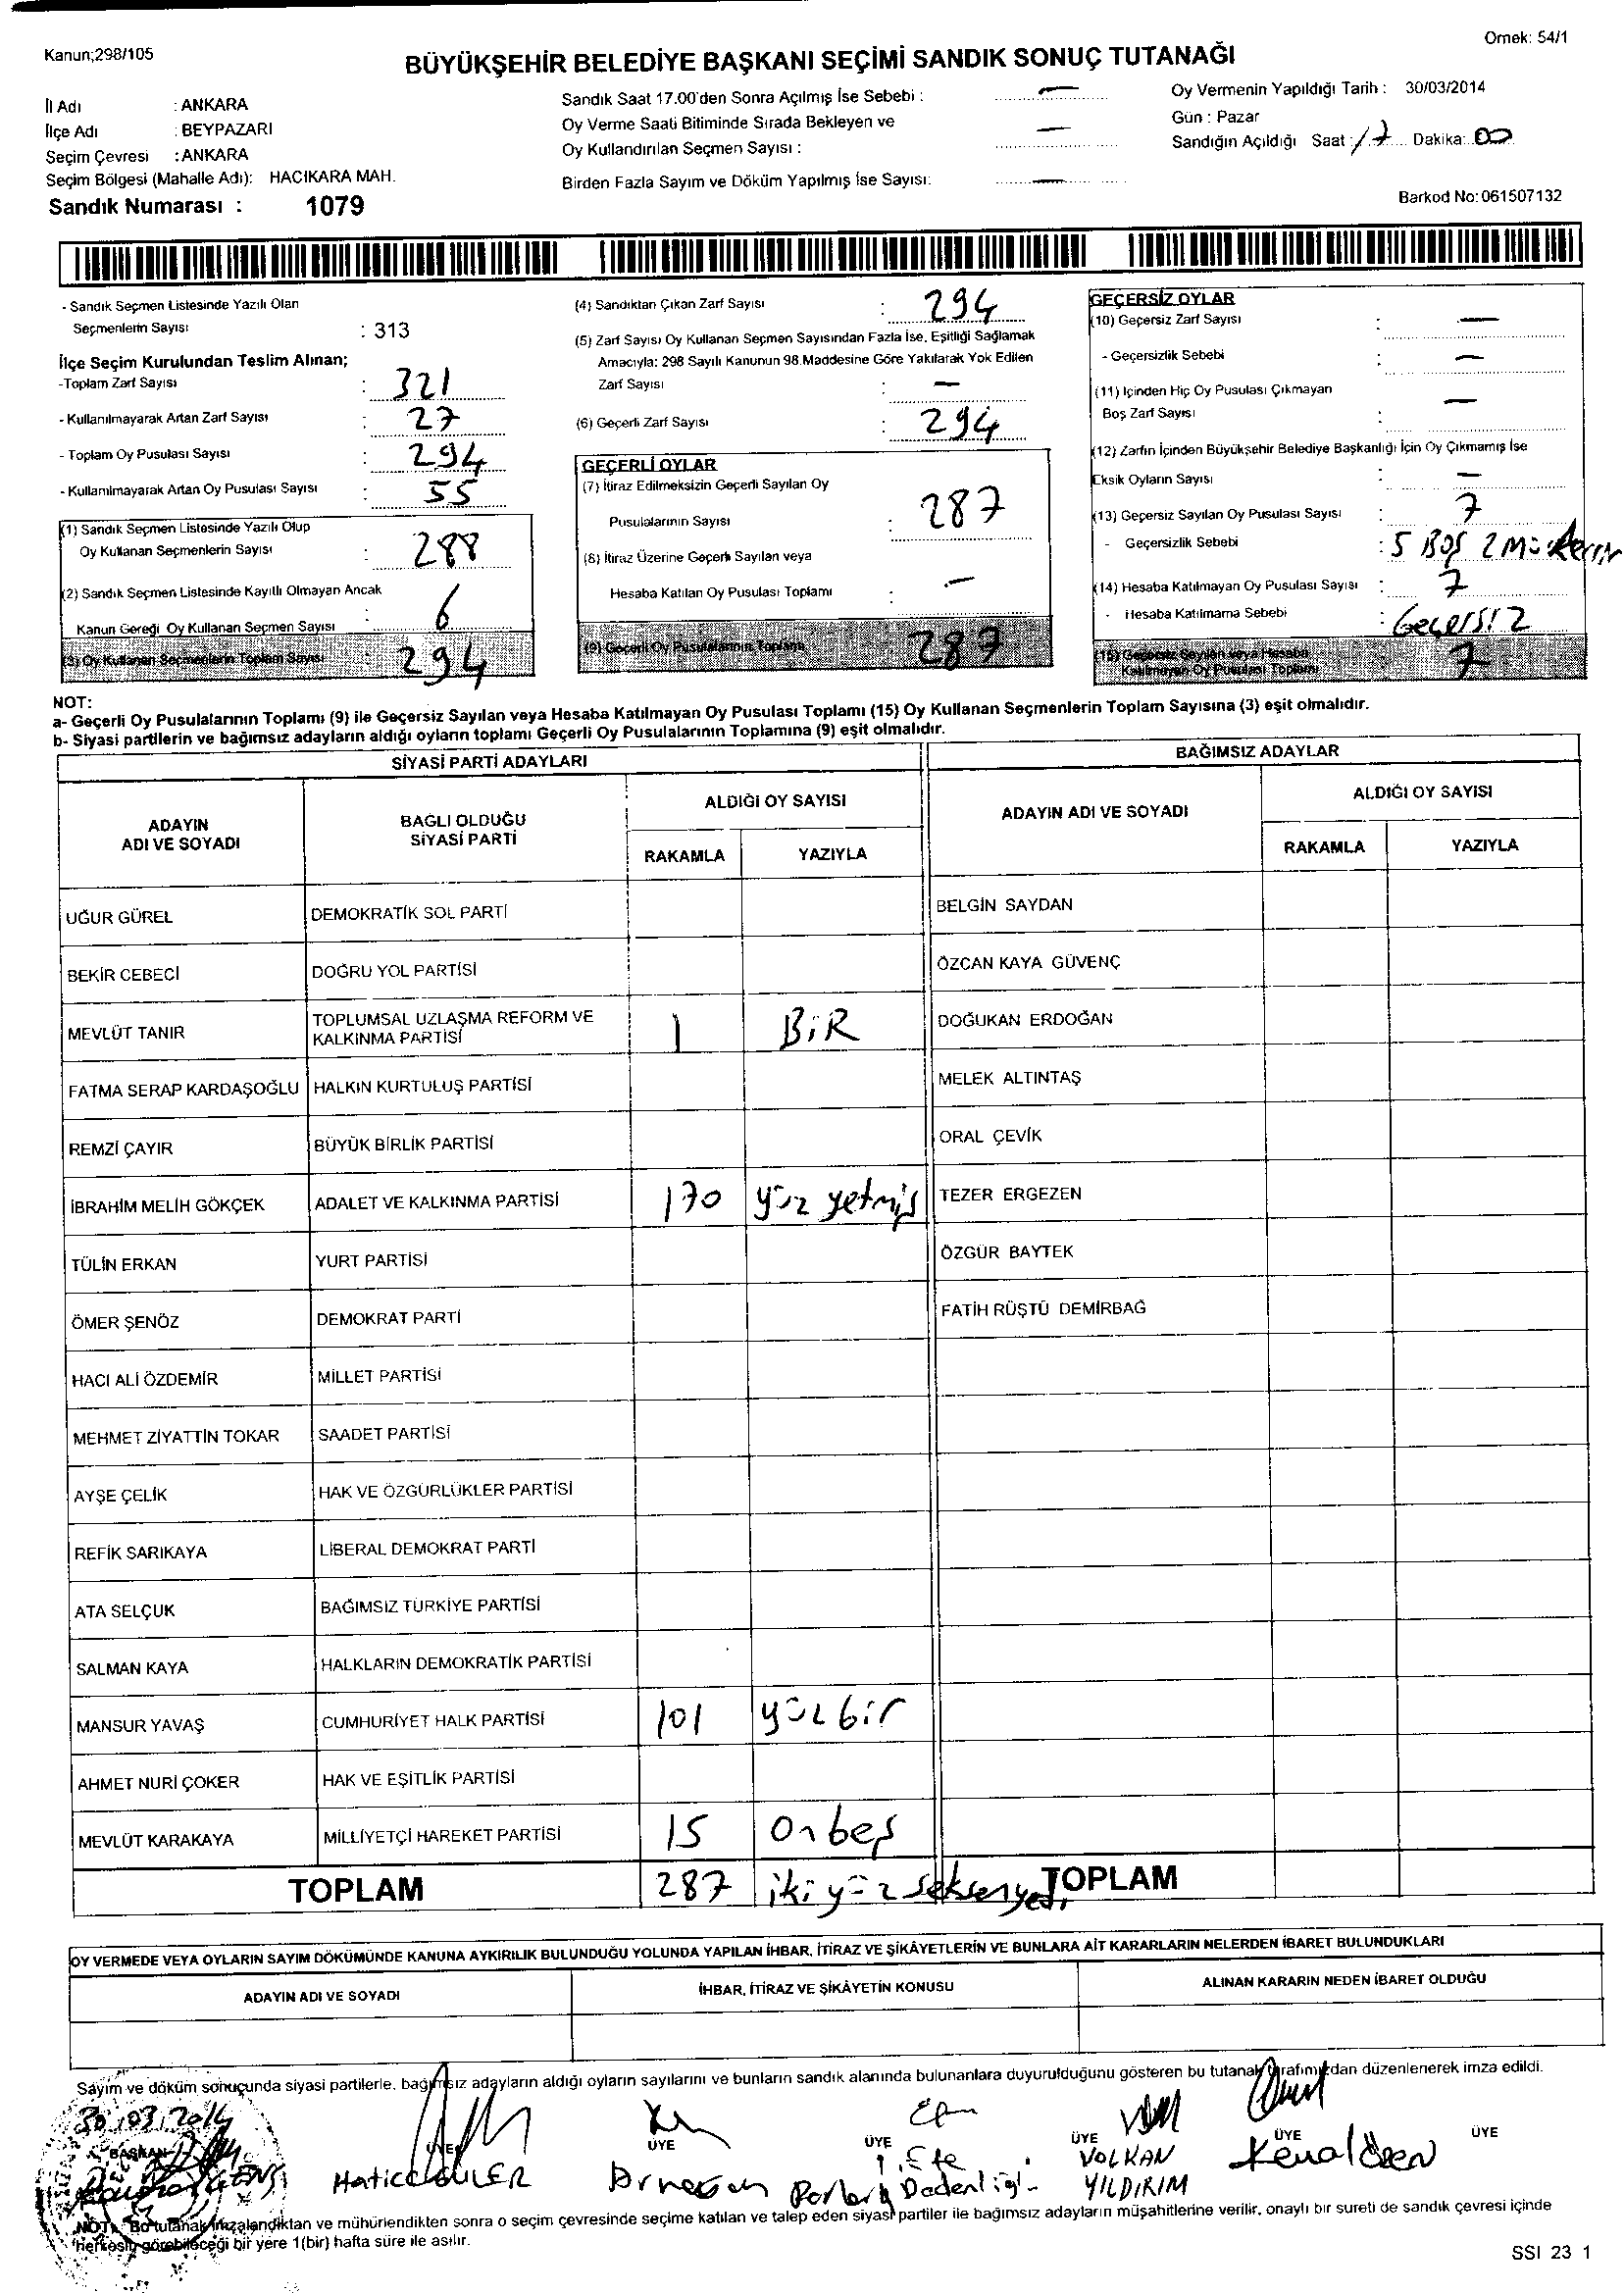 Kanun;298/105
Ornek: 54/1
BÜYÜKŞEHİR BELEDİYE BAŞKANI SEÇİMİ SANDIK SONUÇ TUTANAĞI
İl Adı : ANKARA
İlçe Adı : BEYPAZARI
Seçim Çevresi : ANKARA
Seçim Bölgesi (Mahalle Adı): HACIKARA MAH.
Sandık Numarası : 1079
Sandık Saat 17.00'den Sonra Açılmış İse Sebebi : —
Oy Verme Saati Bitiminde Sırada Bekleyen ve
Oy Kullandırılan Seçmen Sayısı : —
Birden Fazla Sayım ve Döküm Yapılmış İse Sayısı: —
Oy Vermenin Yapıldığı Tarih : 30/03/2014
Gün : Pazar
Sandığın Açıldığı Saat : 17 Dakika: 00
Barkod No:061507132
- Sandık Seçmen Listesinde Yazılı Olan
Seçmenlerin Sayısı : 313
İlçe Seçim Kurulundan Teslim Alınan;
-Toplam Zarf Sayısı : 321
- Kullanılmayarak Artan Zarf Sayısı : 27
- Toplam Oy Pusulası Sayısı : 294
- Kullanılmayarak Artan Oy Pusulası Sayısı : 55
(1) Sandık Seçmen Listesinde Yazılı Olup
Oy Kullanan Seçmenlerin Sayısı : 288
(2) Sandık Seçmen Listesinde Kayıtlı Olmayan Ancak
Kanun Gereği Oy Kullanan Seçmen Sayısı : 6
(3) Oy Kullanan Seçmenlerin Toplam Sayısı : 294
(4) Sandıktan Çıkan Zarf Sayısı : 294
(5) Zarf Sayısı Oy Kullanan Seçmen Sayısından Fazla İse, Eşitliği Sağlamak
Amacıyla: 298 Sayılı Kanunun 98.Maddesine Göre Yakılarak Yok Edilen
Zarf Sayısı : —
(6) Geçerli Zarf Sayısı : 294
GEÇERLİ OYLAR
(7) İtiraz Edilmeksizin Geçerli Sayılan Oy
Pusulalarının Sayısı : 287
(8) İtiraz Üzerine Geçerli Sayılan veya
Hesaba Katılan Oy Pusulası Toplamı : —
(9) Geçerli Oy Pusulalarının Toplamı 287
GEÇERSİZ OYLAR
(10) Geçersiz Zarf Sayısı : —
- Geçersizlik Sebebi : —
(11) İçinden Hiç Oy Pusulası Çıkmayan
Boş Zarf Sayısı : —
(12) Zarfın İçinden Büyükşehir Belediye Başkanlığı İçin Oy Çıkmamış İse
Eksik Oyların Sayısı : —
(13) Geçersiz Sayılan Oy Pusulası Sayısı : 7
- Geçersizlik Sebebi : 5 Boş 2 Mükerrir
(14) Hesaba Katılmayan Oy Pusulası Sayısı : 7
- Hesaba Katılmama Sebebi : Geçersiz
(15) Geçersiz Sayılan veya Hesaba
Katılmayan Oy Pusulası Toplamı 7
NOT:
a- Geçerli Oy Pusulalarının Toplamı (9) ile Geçersiz Sayılan veya Hesaba Katılmayan Oy Pusulası Toplamı (15) Oy Kullanan Seçmenlerin Toplam Sayısına (3) eşit olmalıdır.
b- Siyasi partilerin ve bağımsız adayların aldığı oyların toplamı Geçerli Oy Pusulalarının Toplamına (9) eşit olmalıdır.
SİYASİ PARTİ ADAYLARI
BAĞIMSIZ ADAYLAR
ADAYIN
ADI VE SOYADI
BAĞLI OLDUĞU
SİYASİ PARTİ
ALDIĞI OY SAYISI
RAKAMLA YAZIYLA
ADAYIN ADI VE SOYADI
ALDIĞI OY SAYISI
RAKAMLA YAZIYLA
UĞUR GÜREL DEMOKRATİK SOL PARTİ BELGİN SAYDAN
BEKİR CEBECİ DOĞRU YOL PARTİSİ ÖZCAN KAYA GÜVENÇ
MEVLÜT TANIR TOPLUMSAL UZLAŞMA REFORM VE
KALKINMA PARTİSİ 1 BİR DOĞUKAN ERDOĞAN
FATMA SERAP KARDAŞOĞLU HALKIN KURTULUŞ PARTİSİ MELEK ALTINTAŞ
REMZİ ÇAYIR BÜYÜK BİRLİK PARTİSİ ORAL ÇEVİK
İBRAHİM MELİH GÖKÇEK ADALET VE KALKINMA PARTİSİ 170 yüz yetmiş TEZER ERGEZEN
TÜLİN ERKAN YURT PARTİSİ ÖZGÜR BAYTEK
ÖMER ŞENÖZ DEMOKRAT PARTİ FATİH RÜŞTÜ DEMİRBAĞ
HACI ALİ ÖZDEMİR MİLLET PARTİSİ
MEHMET ZİYATTİN TOKAR SAADET PARTİSİ
AYŞE ÇELİK HAK VE ÖZGÜRLÜKLER PARTİSİ
REFİK SARIKAYA LİBERAL DEMOKRAT PARTİ
ATA SELÇUK BAĞIMSIZ TÜRKİYE PARTİSİ
SALMAN KAYA HALKLARIN DEMOKRATİK PARTİSİ
MANSUR YAVAŞ CUMHURİYET HALK PARTİSİ 101 yüzbir
AHMET NURİ ÇOKER HAK VE EŞİTLİK PARTİSİ
MEVLÜT KARAKAYA MİLLİYETÇİ HAREKET PARTİSİ 15 onbeş
TOPLAM 287 ikiyüzseksenyedi TOPLAM
OY VERMEDE VEYA OYLARIN SAYIM DÖKÜMÜNDE KANUNA AYKIRILIK BULUNDUĞU YOLUNDA YAPILAN İHBAR, İTİRAZ VE ŞİKÂYETLERİN VE BUNLARA AİT KARARLARIN NELERDEN İBARET BULUNDUKLARI
ADAYIN ADI VE SOYADI İHBAR, İTİRAZ VE ŞİKÂYETİN KONUSU ALINAN KARARIN NEDEN İBARET OLDUĞU
Sayım ve döküm sonuçunda siyasi partilerle, bağımsız adayların aldığı oyların sayılarını ve bunların sandık alanında bulunanlara duyurulduğunu gösteren bu tutanak tarafımızdan düzenlenerek imza edildi.
30.03.2014
BAŞKAN ÜYE ÜYE ÜYE ÜYE ÜYE ÜYE
Hatice GÜLER
Efe
VOLKAN
YILDIRIM
Kenal Özen
NOT: Bu tutanak imzalandıktan ve mühürlendikten sonra o seçim çevresinde seçime katılan ve talep eden siyasi partiler ile bağımsız adayların müşahitlerine verilir, onaylı bir sureti de sandık çevresi içinde
herkesin görebileceği bir yere 1(bir) hafta süre ile asılır.
SSI 23 1